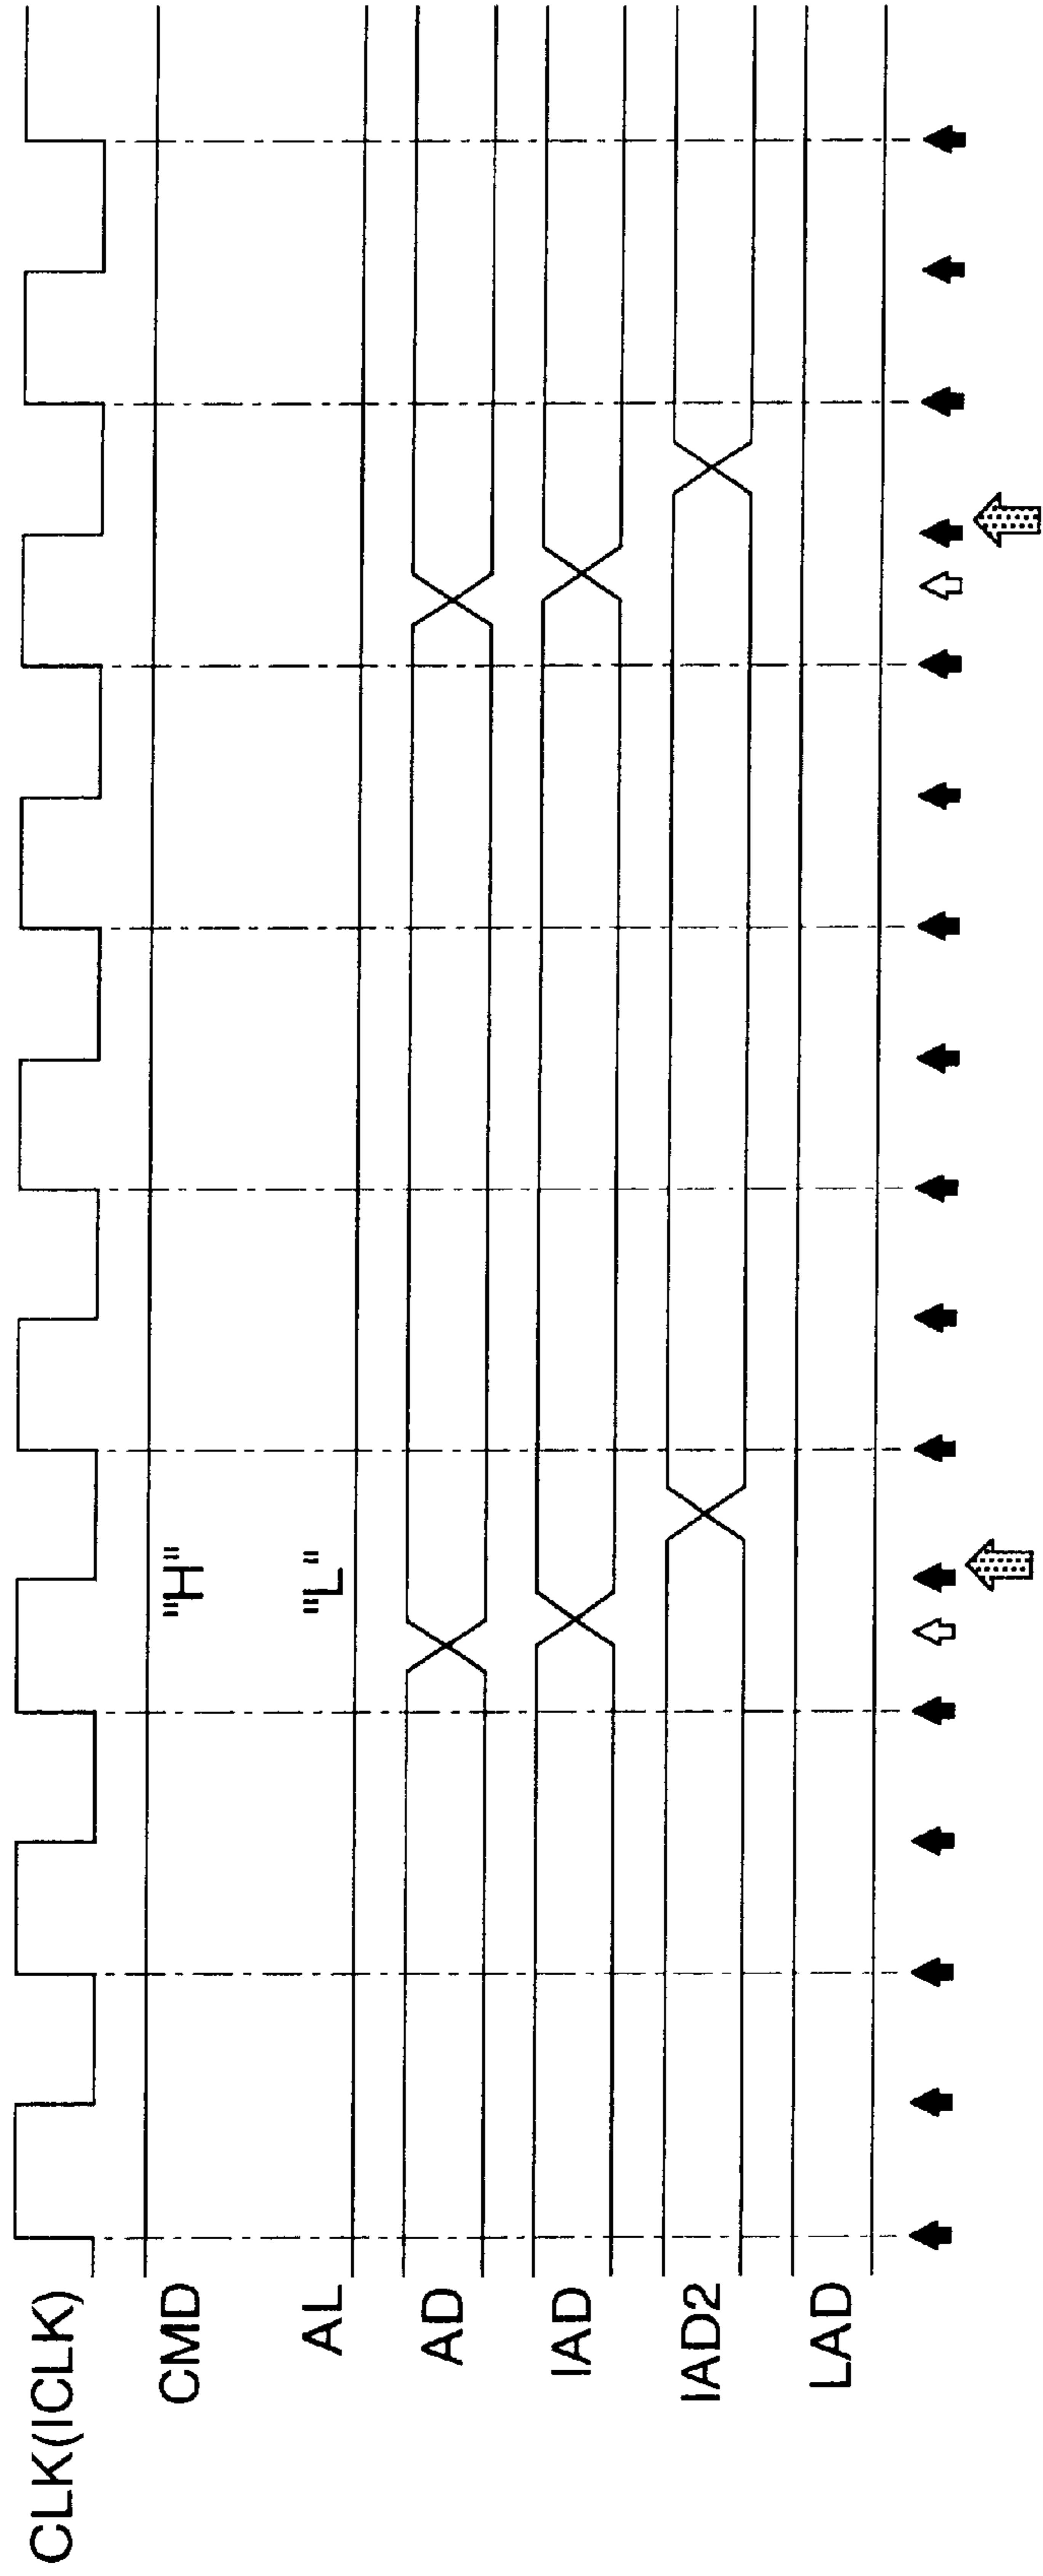 CLK(ICLK)
CMD
"H"
AL
"L"
AD
IAD
IAD2
LAD